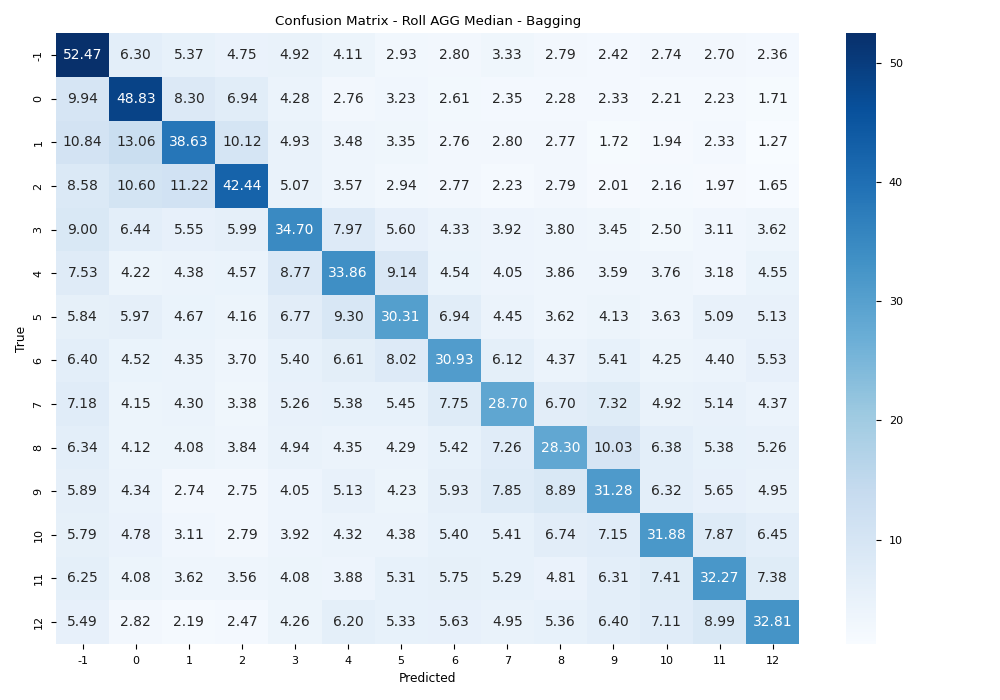 Confusion Matrix - Roll AGG Median - Bagging
-1 52.47 6.30 5.37 4.75 4.92 4.11 2.93 2.80 3.33 2.79 2.42 2.74 2.70 2.36
0 9.94 48.83 8.30 6.94 4.28 2.76 3.23 2.61 2.35 2.28 2.33 2.21 2.23 1.71
1 10.84 13.06 38.63 10.12 4.93 3.48 3.35 2.76 2.80 2.77 1.72 1.94 2.33 1.27
2 8.58 10.60 11.22 42.44 5.07 3.57 2.94 2.77 2.23 2.79 2.01 2.16 1.97 1.65
3 9.00 6.44 5.55 5.99 34.70 7.97 5.60 4.33 3.92 3.80 3.45 2.50 3.11 3.62
4 7.53 4.22 4.38 4.57 8.77 33.86 9.14 4.54 4.05 3.86 3.59 3.76 3.18 4.55
5 5.84 5.97 4.67 4.16 6.77 9.30 30.31 6.94 4.45 3.62 4.13 3.63 5.09 5.13
6 6.40 4.52 4.35 3.70 5.40 6.61 8.02 30.93 6.12 4.37 5.41 4.25 4.40 5.53
7 7.18 4.15 4.30 3.38 5.26 5.38 5.45 7.75 28.70 6.70 7.32 4.92 5.14 4.37
8 6.34 4.12 4.08 3.84 4.94 4.35 4.29 5.42 7.26 28.30 10.03 6.38 5.38 5.26
9 5.89 4.34 2.74 2.75 4.05 5.13 4.23 5.93 7.85 8.89 31.28 6.32 5.65 4.95
10 5.79 4.78 3.11 2.79 3.92 4.32 4.38 5.40 5.41 6.74 7.15 31.88 7.87 6.45
11 6.25 4.08 3.62 3.56 4.08 3.88 5.31 5.75 5.29 4.81 6.31 7.41 32.27 7.38
12 5.49 2.82 2.19 2.47 4.26 6.20 5.33 5.63 4.95 5.36 6.40 7.11 8.99 32.81
-1 0 1 2 3 4 5 6 7 8 9 10 11 12
Predicted
True
50
40
30
20
10